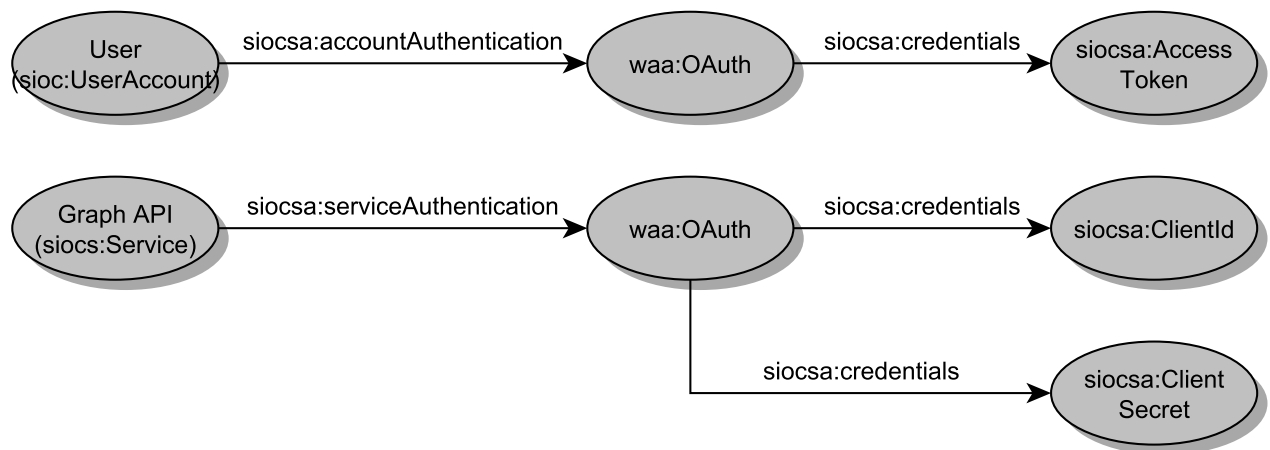 User
(sioc:UserAccount)
siocsa:accountAuthentication
waa:OAuth
siocsa:credentials
siocsa:Access
Token
Graph API
(siocs:Service)
siocsa:serviceAuthentication
waa:OAuth
siocsa:credentials
siocsa:ClientId
siocsa:credentials
siocsa:Client
Secret